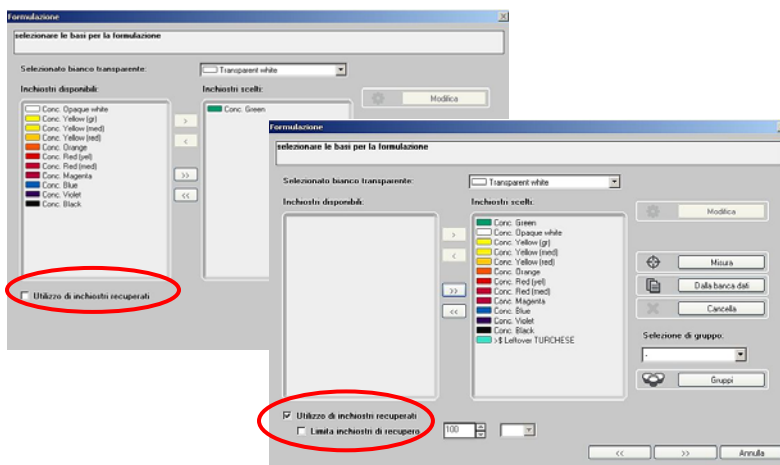 Formulazione
selezionare le basi per la formulazione
Selezionato bianco transparente:
Transparent white
Inchiostri disponibili:
Inchiostri scelti:
Conc. Opaque white
Conc. Yellow (gr)
Conc. Yellow (med)
Conc. Yellow (red)
Conc. Orange
Conc. Red (yel)
Conc. Red (med)
Conc. Magenta
Conc. Blue
Conc. Violet
Conc. Black
Conc. Green
>
<
>>
<<
Modifica
Utilizzo di inchiostri recuperati
Formulazione
selezionare le basi per la formulazione
Selezionato bianco transparente:
Transparent white
Inchiostri disponibili:
Inchiostri scelti:
>
<
>>
<<
Conc. Green
Conc. Opaque white
Conc. Yellow (gr)
Conc. Yellow (med)
Conc. Yellow (red)
Conc. Orange
Conc. Red (yel)
Conc. Red (med)
Conc. Magenta
Conc. Blue
Conc. Violet
Conc. Black
>$ Leftover TURCHESE
Modifica
Misura
Dalla banca dati
Cancella
Selezione di gruppo:
-
Gruppi
Utilizzo di inchiostri recuperati
Limita inchiostri di recupero
100
<<
>>
Annulla